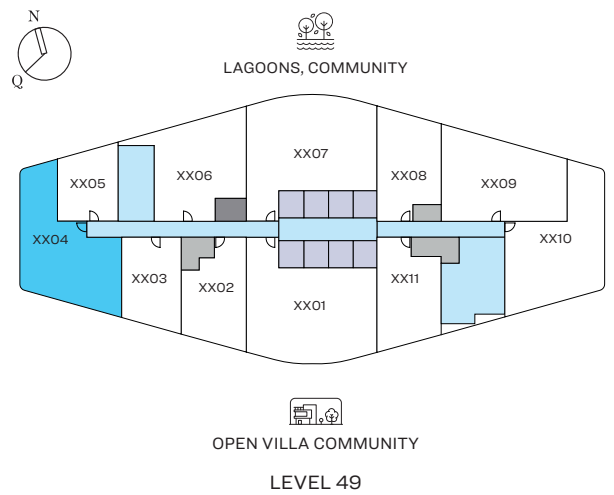 N
Q
LAGOONS, COMMUNITY
XX07
XX05
XX06
XX08
XX09
XX04
XX10
XX03
XX02
XX01
XX11
OPEN VILLA COMMUNITY
LEVEL 49